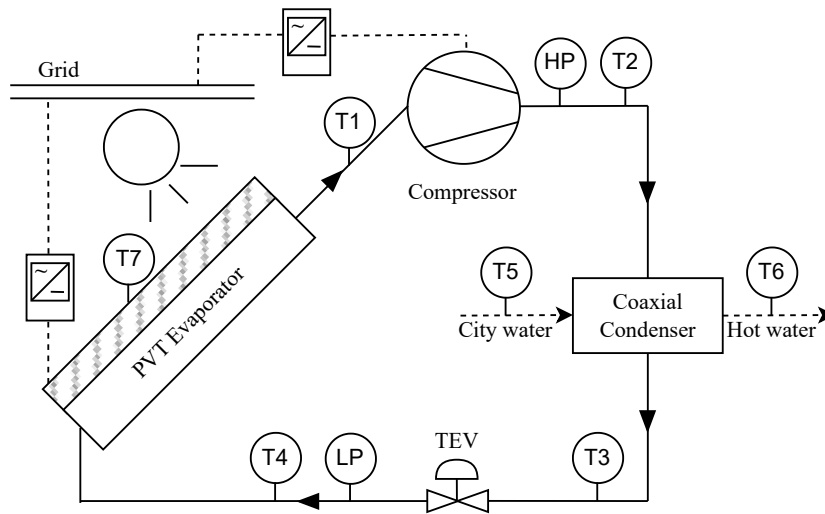 Grid
HP
T2
T1
Compressor
T7
PVT Evaporator
T5
T6
City water
Coaxial
Condenser
Hot water
TEV
T4
LP
T3